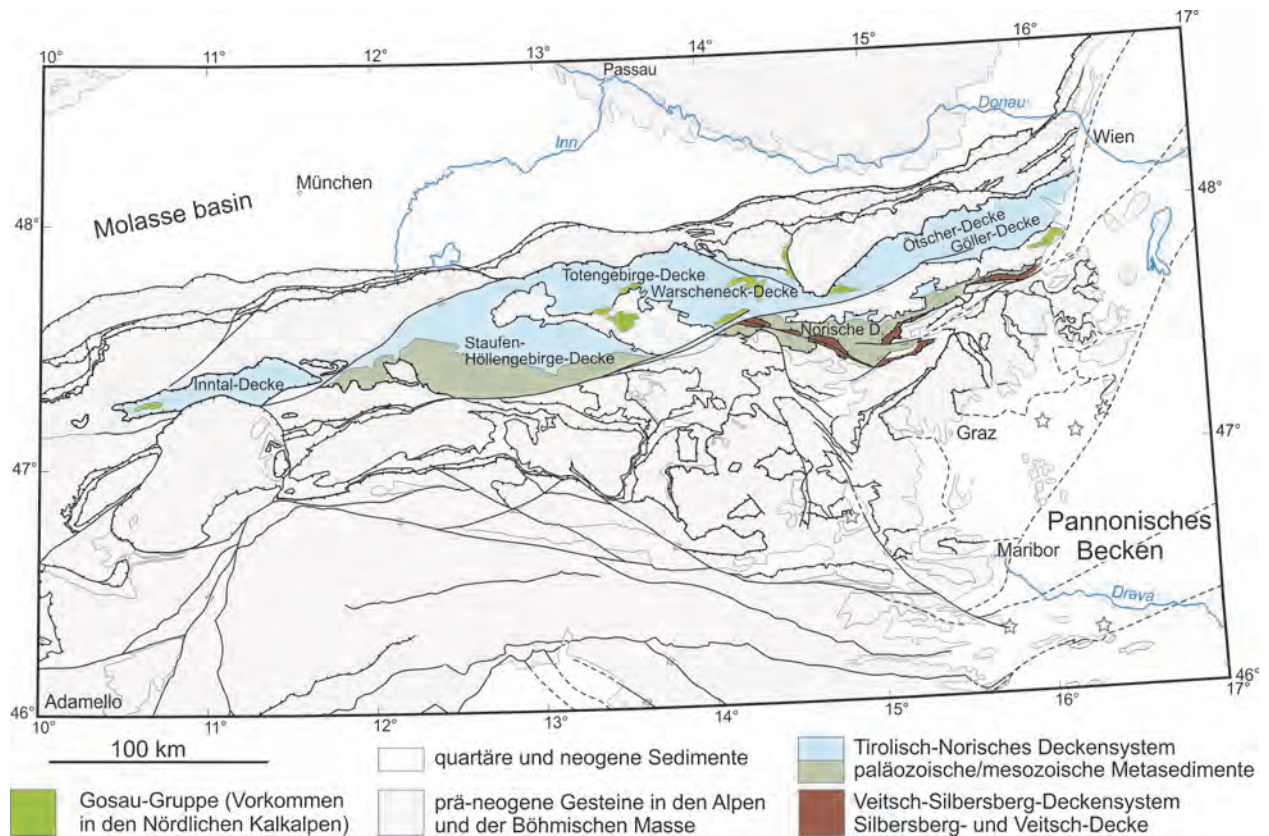 10°
11°
12°
13°
14°
15°
16°
17°
Passau
Donau
Wien
Inn
München
48°
48°
Molasse basin
Ötscher-Decke
Göller-Decke
Totengebirge-Decke
Warscheneck-Decke
Norische D.
Staufen-
Höllengebirge-Decke
Inntal-Decke
Graz
47°
47°
Pannonisches
Becken
Maribor
Drava
Adamello
46°
46°
10°
11°
12°
13°
14°
15°
16°
17°
100 km
quartäre und neogene Sedimente
Tirolisch-Norisches Deckensystem
paläozoische/mesozoische Metasedimente
Gosau-Gruppe (Vorkommen
in den Nördlichen Kalkalpen)
prä-neogene Gesteine in den Alpen
und der Böhmischen Masse
Veitsch-Silbersberg-Deckensystem
Silbersberg- und Veitsch-Decke